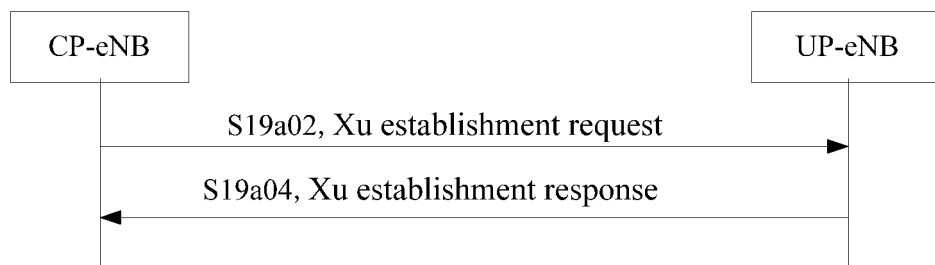 CP-eNB
UP-eNB
S19a02, Xu establishment request
S19a04, Xu establishment response